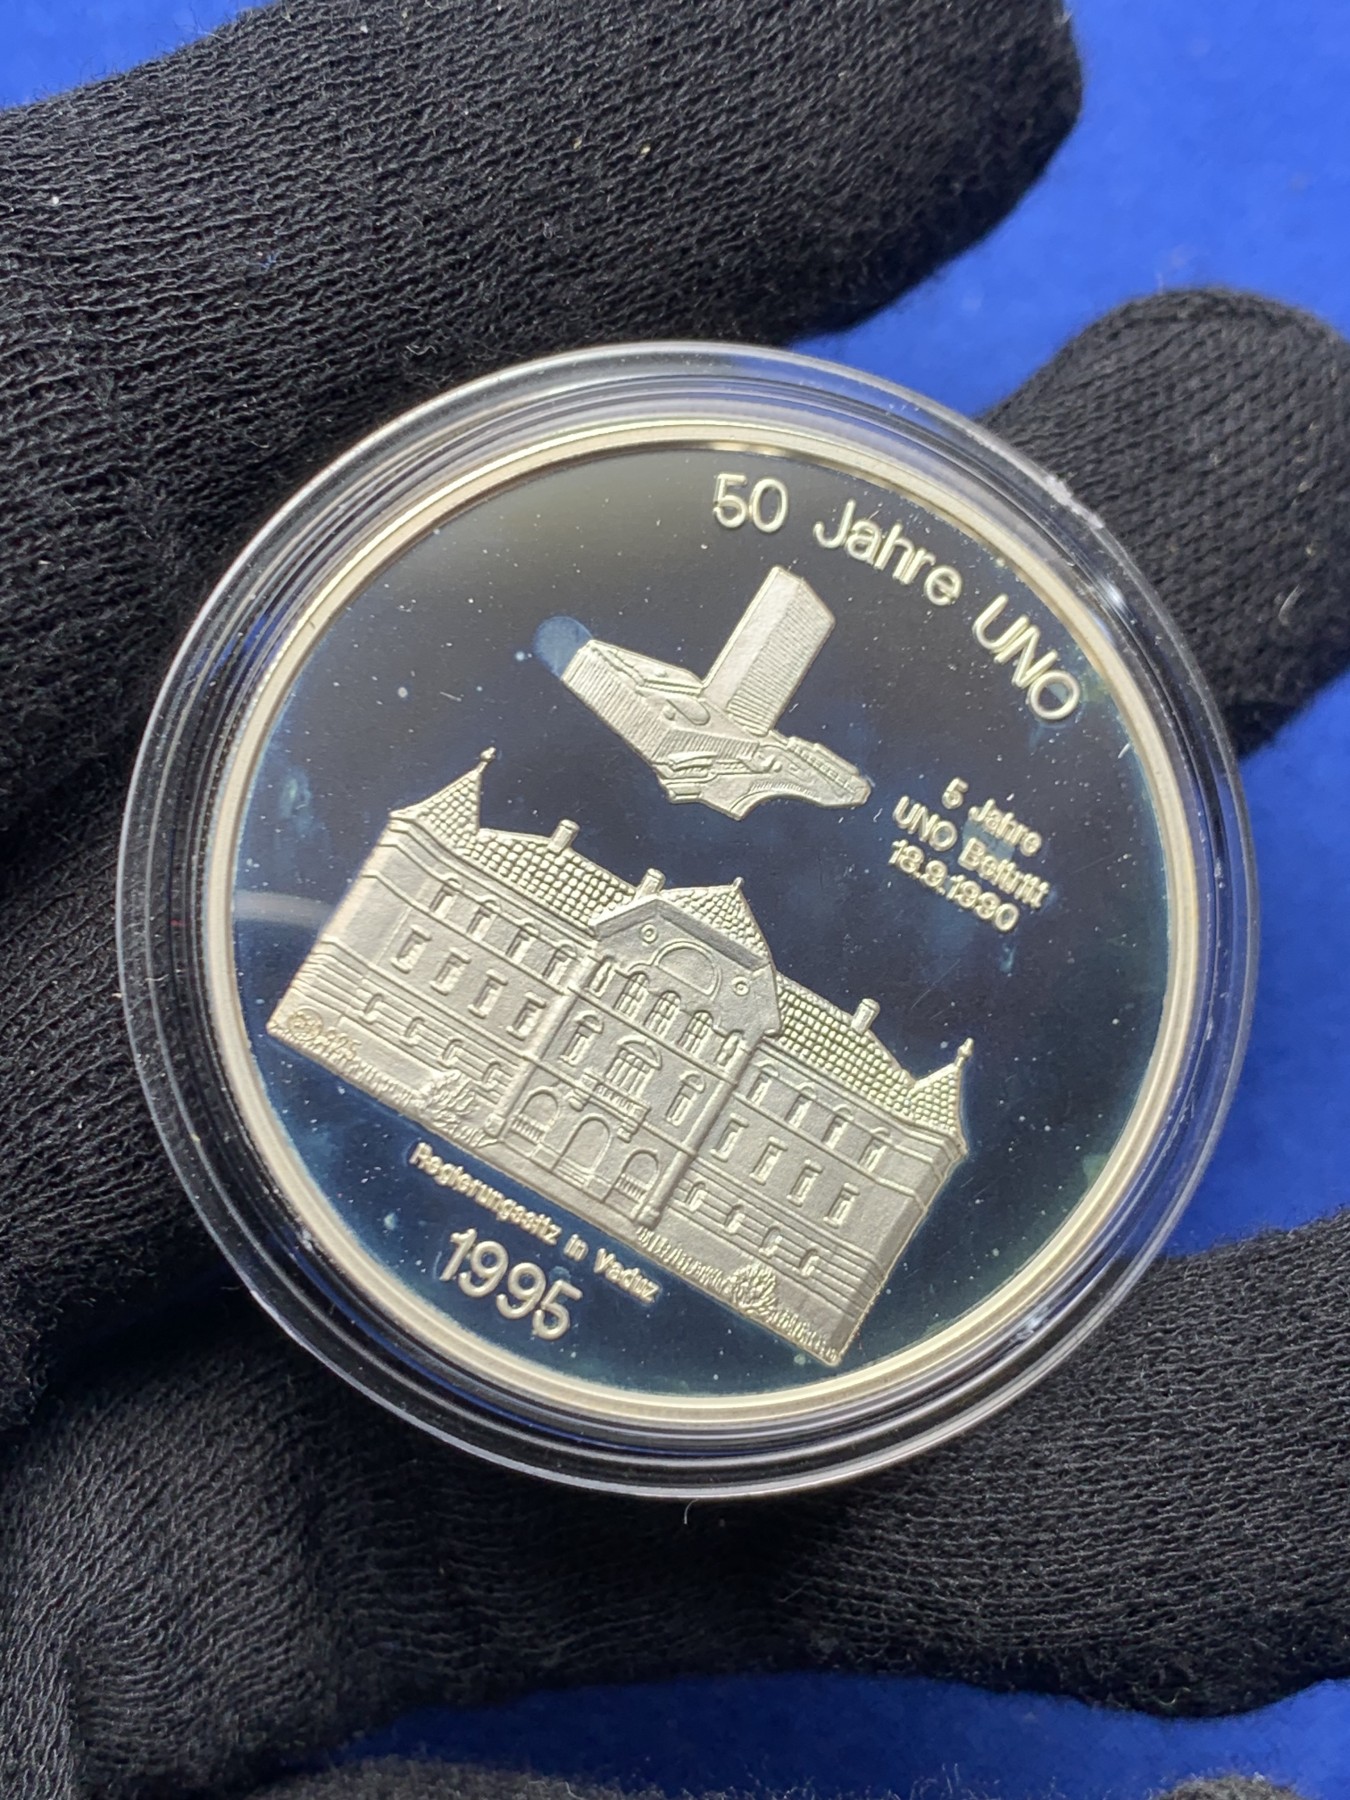 50 Jahre UNO
5 Jahre
UNO Beitritt
18.9.1990
Regierungssitz in Vaduz
1995